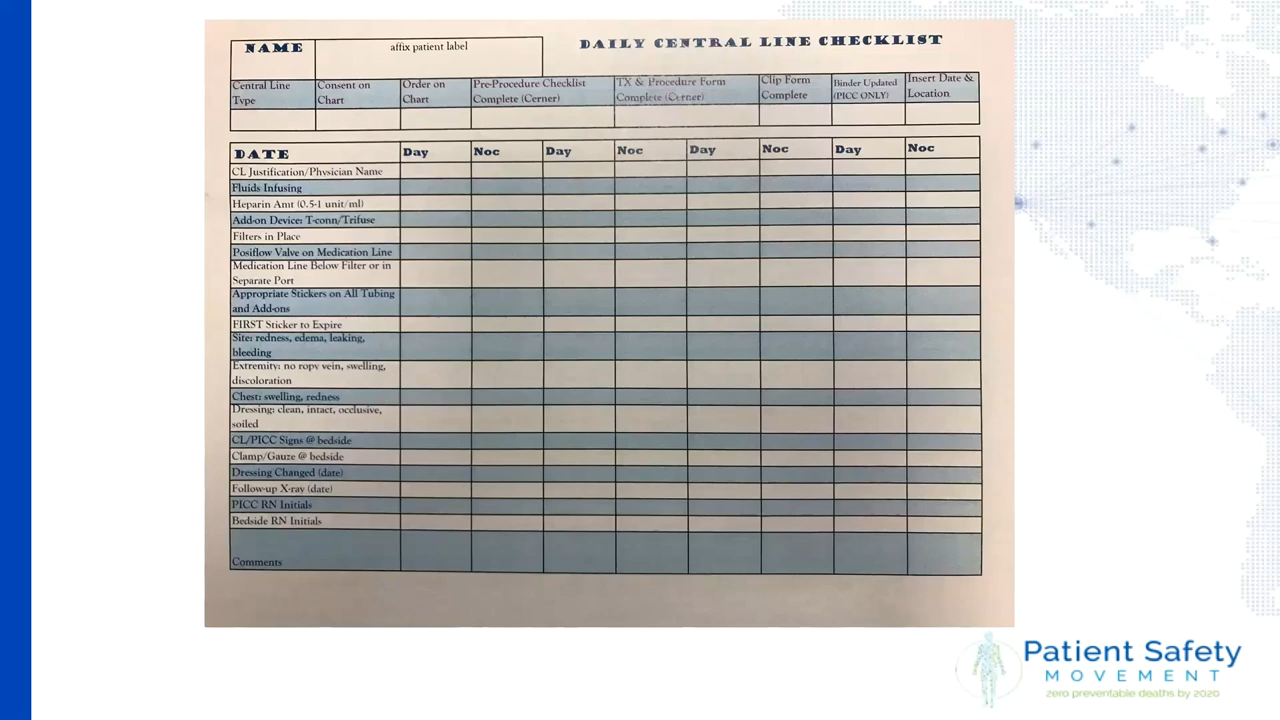 NAME
affix patient label
DAILY CENTRAL LINE CHECKLIST
Central Line
Type
Consent on
Chart
Order on
Chart
Pre-Procedure Checklist
Complete (Cerner)
TX & Procedure Form
Complete (Cerner)
Clip Form
Complete
Binder Updated
(PICC ONLY)
Insert Date &
Location
DATE Day Noc Day Noc Day Noc Day Noc
CL Justification/Physician Name
Fluids Infusing
Heparin Amt (0.5-1 unit/ml)
Add-on Device: T-conn/Trifuse
Filters in Place
Posiflow Valve on Medication Line
Medication Line Below Filter or in
Separate Port
Appropriate Stickers on All Tubing
and Add-ons
FIRST Sticker to Expire
Site: redness, edema, leaking,
bleeding
Extremity: no ropy vein, swelling,
discoloration
Chest: swelling, redness
Dressing: clean, intact, occlusive,
soiled
CL/PICC Signs @ bedside
Clamp/Gauze @ bedside
Dressing Changed (date)
Follow-up X-ray (date)
PICC RN Initials
Bedside RN Initials
Comments
Patient Safety
MOVEMENT
zero preventable deaths by 2020